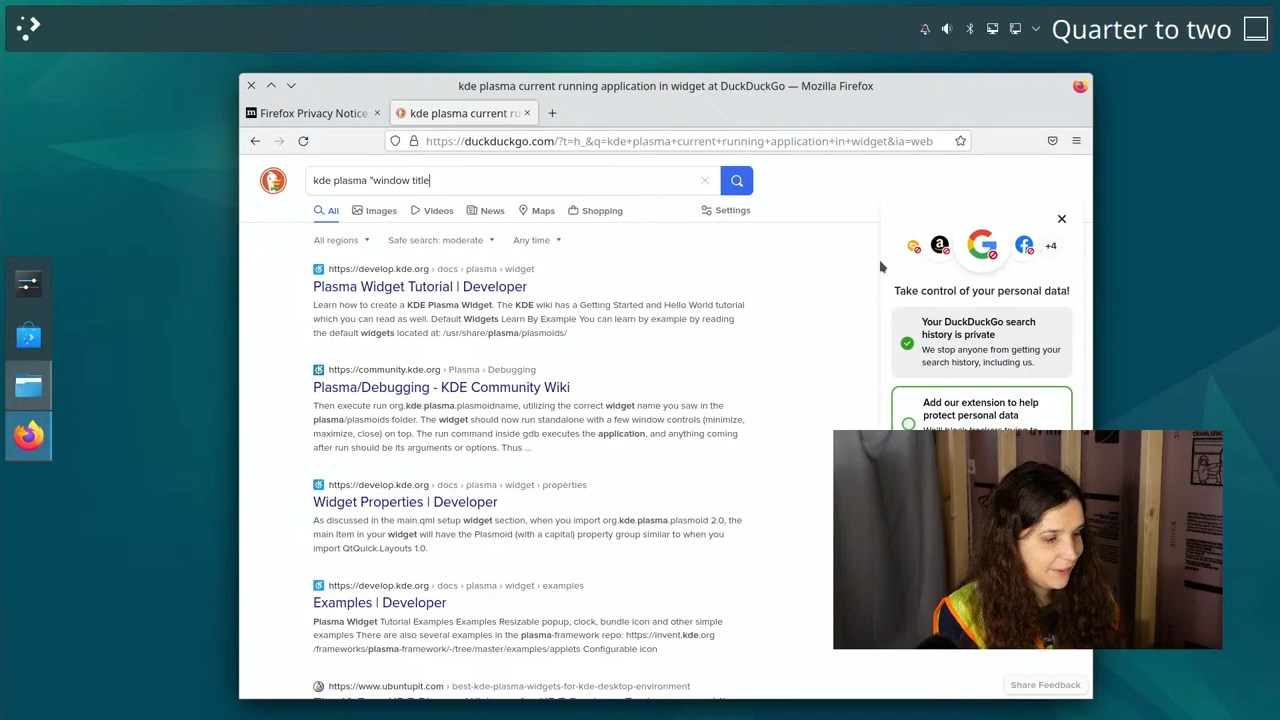 Quarter to two
kde plasma current running application in widget at DuckDuckGo — Mozilla Firefox
Firefox Privacy Notice
kde plasma current ru
https://duckduckgo.com/?t=h_&q=kde+plasma+current+running+application+in+widget&ia=web
kde plasma "window title
All
Images
Videos
News
Maps
Shopping
Settings
All regions
Safe search: moderate
Any time
https://develop.kde.org › docs › plasma › widget
Plasma Widget Tutorial | Developer
Learn how to create a KDE Plasma Widget. The KDE wiki has a Getting Started and Hello World tutorial
which you can read as well. Default Widgets Learn By Example You can learn by example by reading
the default widgets located at: /usr/share/plasma/plasmoids/
https://community.kde.org › Plasma › Debugging
Plasma/Debugging - KDE Community Wiki
Then execute run org.kde.plasma.plasmoidname, utilizing the correct widget name you saw in the
plasma/plasmoids folder. The widget should now run standalone with a few window controls (minimize,
maximize, close) on top. The run command inside gdb executes the application, and anything coming
after run should be its arguments or options. Thus ...
https://develop.kde.org › docs › plasma › widget › properties
Widget Properties | Developer
As discussed in the main.qml setup widget section, when you import org.kde.plasma.plasmoid 2.0, the
main Item in your widget will have the Plasmoid (with a capital) property group similar to when you
import QtQuick.Layouts 1.0.
https://develop.kde.org › docs › plasma › widget › examples
Examples | Developer
Plasma Widget Tutorial Examples Examples Resizable popup, clock, bundle icon and other simple
examples There are also several examples in the plasma-framework repo: https://invent.kde.org
/frameworks/plasma-framework/-/tree/master/examples/applets Configurable icon
https://www.ubuntupit.com › best-kde-plasma-widgets-for-kde-desktop-environment
+4
Take control of your personal data!
Your DuckDuckGo search
history is private
We stop anyone from getting your
search history, including us.
Add our extension to help
protect personal data
Share Feedback